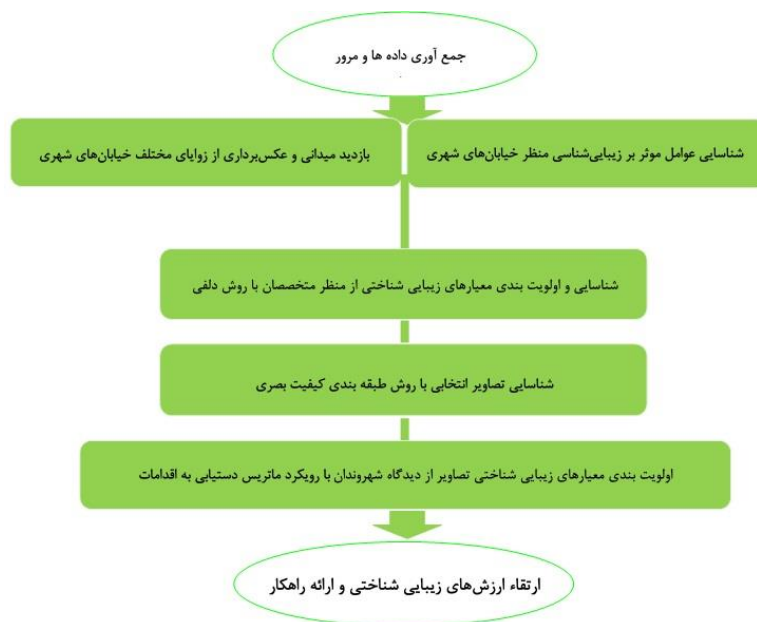 جمع آوری داده ها و مرور
شناسایی عوامل موثر بر زیبایی‌شناسی منظر خیابان‌های شهری
بازدید میدانی و عکس‌برداری از زوایای مختلف خیابان‌های شهری
شناسایی و اولویت بندی معیارهای زیبایی شناختی از منظر متخصصان با روش دلفی
شناسایی تصاویر انتخابی با روش طبقه بندی کیفیت بصری
اولویت بندی معیارهای زیبایی شناختی تصاویر از دیدگاه شهروندان با رویکرد ماتریس دستیابی به اقدامات
ارتقاء ارزش‌های زیبایی شناختی و ارائه راهکار